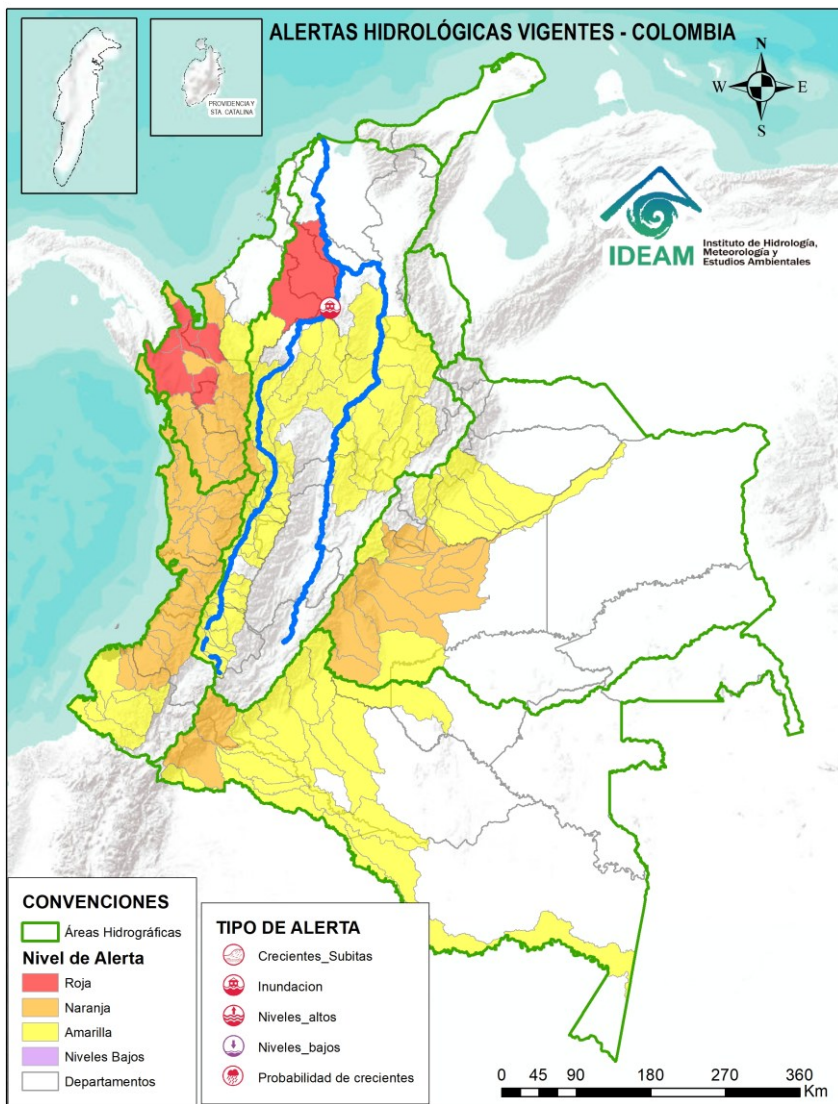 ALERTAS HIDROLÓGICAS VIGENTES - COLOMBIA
PROVIDENCIA Y
STA. CATALINA
N
W E
S
IDEAM
Instituto de Hidrología,
Meteorología y
Estudios Ambientales
CONVENCIONES
Áreas Hidrográficas
Nivel de Alerta
Roja
Naranja
Amarilla
Niveles Bajos
Departamentos
TIPO DE ALERTA
Crecientes_Subitas
Inundacion
Niveles_altos
Niveles_bajos
Probabilidad de crecientes
0 45 90 180 270 360
Km